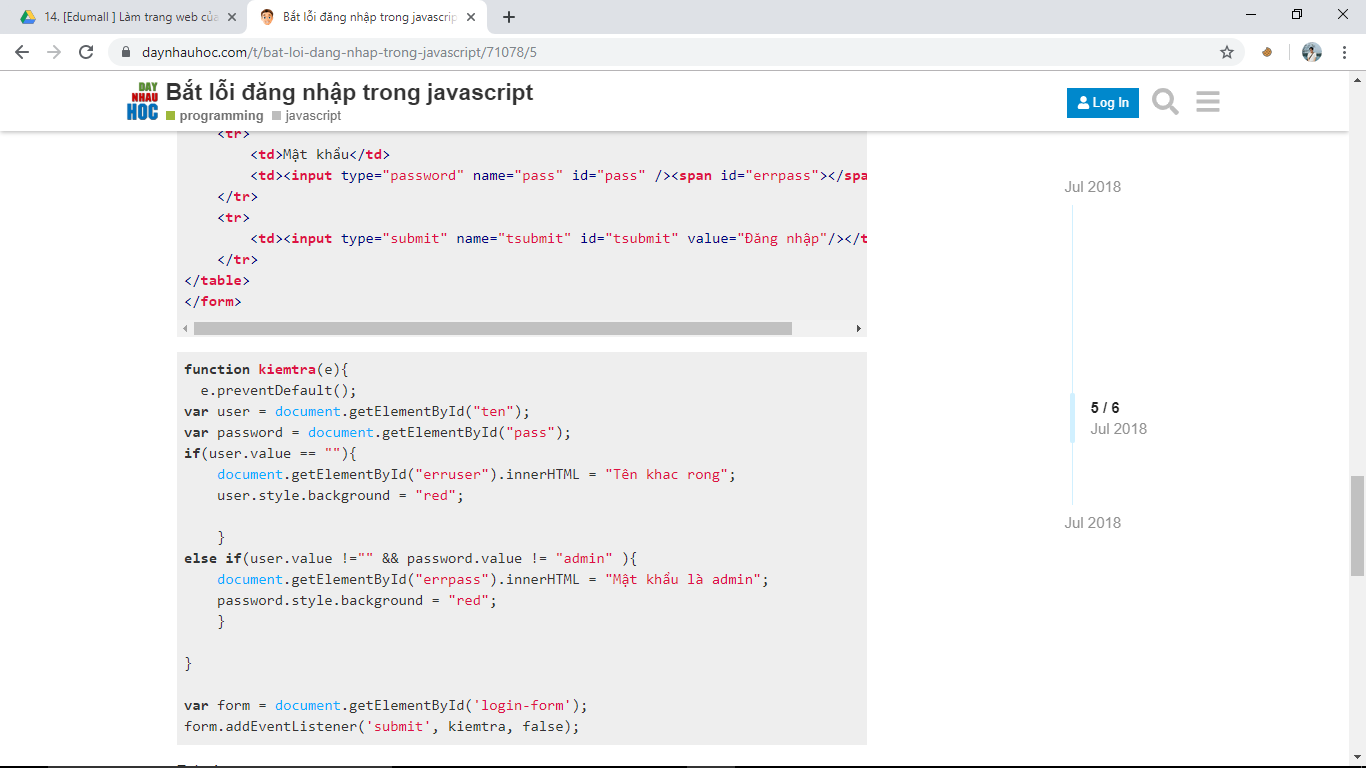 14. [Edumall ] Làm trang web củ
Bắt lỗi đăng nhập trong javascrip
daynhauhoc.com/t/bat-loi-dang-nhap-trong-javascript/71078/5
DAY
NHAU
HOC
Bắt lỗi đăng nhập trong javascript
programming javascript
Log In
<tr>
<td>Mật khẩu</td>
<td><input type="password" name="pass" id="pass" /><span id="errpass"></spa
</tr>
<tr>
<td><input type="submit" name="tsubmit" id="tsubmit" value="Đăng nhập"/></t
</tr>
</table>
</form>
function kiemtra(e){
e.preventDefault();
var user = document.getElementById("ten");
var password = document.getElementById("pass");
if(user.value == ""){
document.getElementById("erruser").innerHTML = "Tên khac rong";
user.style.background = "red";
}
else if(user.value !="" && password.value != "admin" ){
document.getElementById("errpass").innerHTML = "Mật khẩu là admin";
password.style.background = "red";
}
}
var form = document.getElementById('login-form');
form.addEventListener('submit', kiemtra, false);
Jul 2018
5 / 6
Jul 2018
Jul 2018